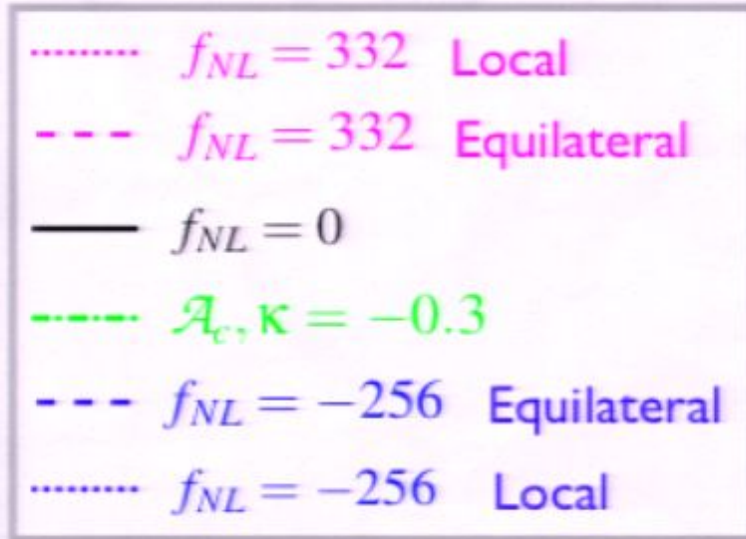 f_NL = 332 Local
f_NL = 332 Equilateral
f_NL = 0
𝒜_c, κ = −0.3
f_NL = −256 Equilateral
f_NL = −256 Local